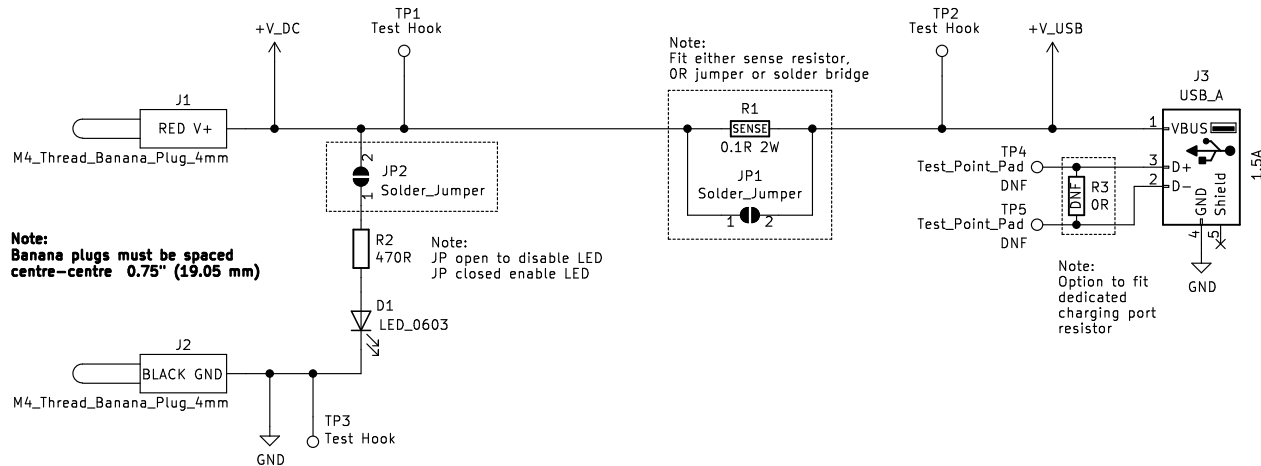 TP1
Test Hook
+V_DC
TP2
Test Hook
+V_USB
Note:
Fit either sense resistor,
0R jumper or solder bridge
J3
USB_A
J1
RED V+
M4_Thread_Banana_Plug_4mm
R1
SENSE
0.1R 2W
JP1
Solder_Jumper
1 2
1 VBUS
3 D+
2 D-
GND
Shield
4
5
1.5A
TP4
Test_Point_Pad
DNF
TP5
Test_Point_Pad
DNF
DNF
R3
0R
GND
2
JP2
Solder_Jumper
1
Note:
Banana plugs must be spaced
centre-centre 0.75" (19.05 mm)
R2
470R
Note:
JP open to disable LED
JP closed enable LED
Note:
Option to fit
dedicated
charging port
resistor
D1
LED_0603
J2
BLACK GND
M4_Thread_Banana_Plug_4mm
TP3
Test Hook
GND